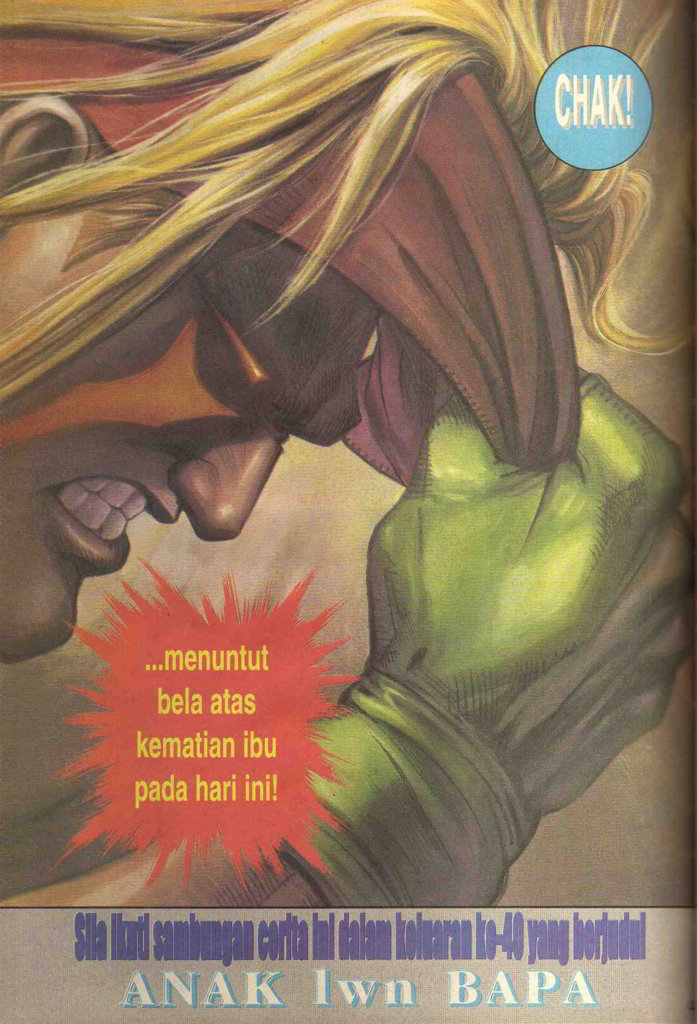 CHAK!
...menuntut
bela atas
kematian ibu
pada hari ini!
Sila ikuti sambungan cerita ini dalam keluaran ke-40 yang berjudul
ANAK lwn BAPA